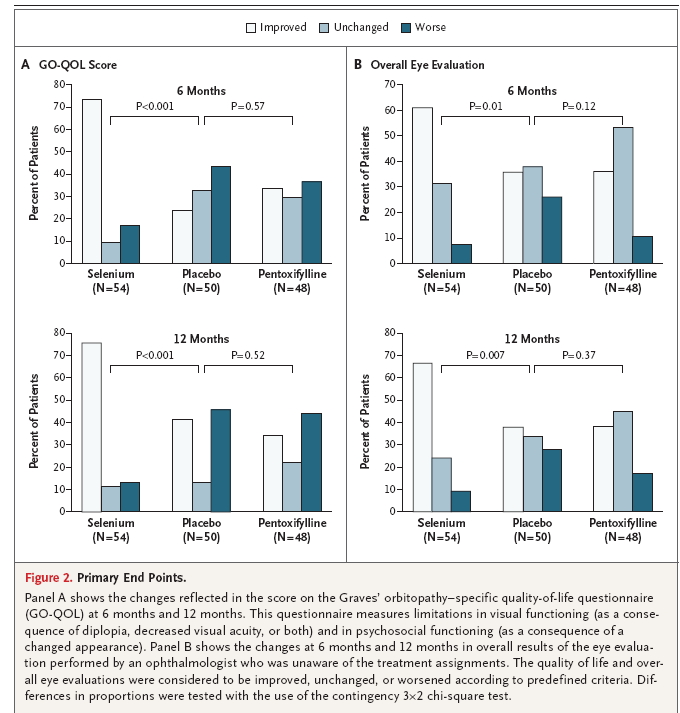 Improved Unchanged Worse
A GO-QOL Score
80
70
60
50
40
30
20
10
0
Percent of Patients
6 Months
P<0.001
P=0.57
Selenium
(N=54)
Placebo
(N=50)
Pentoxifylline
(N=48)
80
70
60
50
40
30
20
10
0
Percent of Patients
12 Months
P<0.001
P=0.52
Selenium
(N=54)
Placebo
(N=50)
Pentoxifylline
(N=48)
B Overall Eye Evaluation
70
60
50
40
30
20
10
0
Percent of Patients
6 Months
P=0.01
P=0.12
Selenium
(N=54)
Placebo
(N=50)
Pentoxifylline
(N=48)
80
70
60
50
40
30
20
10
0
Percent of Patients
12 Months
P=0.007
P=0.37
Selenium
(N=54)
Placebo
(N=50)
Pentoxifylline
(N=48)
Figure 2. Primary End Points.
Panel A shows the changes reflected in the score on the Graves’ orbitopathy–specific quality-of-life questionnaire
(GO-QOL) at 6 months and 12 months. This questionnaire measures limitations in visual functioning (as a conse-
quence of diplopia, decreased visual acuity, or both) and in psychosocial functioning (as a consequence of a
changed appearance). Panel B shows the changes at 6 months and 12 months in overall results of the eye evalua-
tion performed by an ophthalmologist who was unaware of the treatment assignments. The quality of life and over-
all eye evaluations were considered to be improved, unchanged, or worsened according to predefined criteria. Dif-
ferences in proportions were tested with the use of the contingency 3×2 chi-square test.